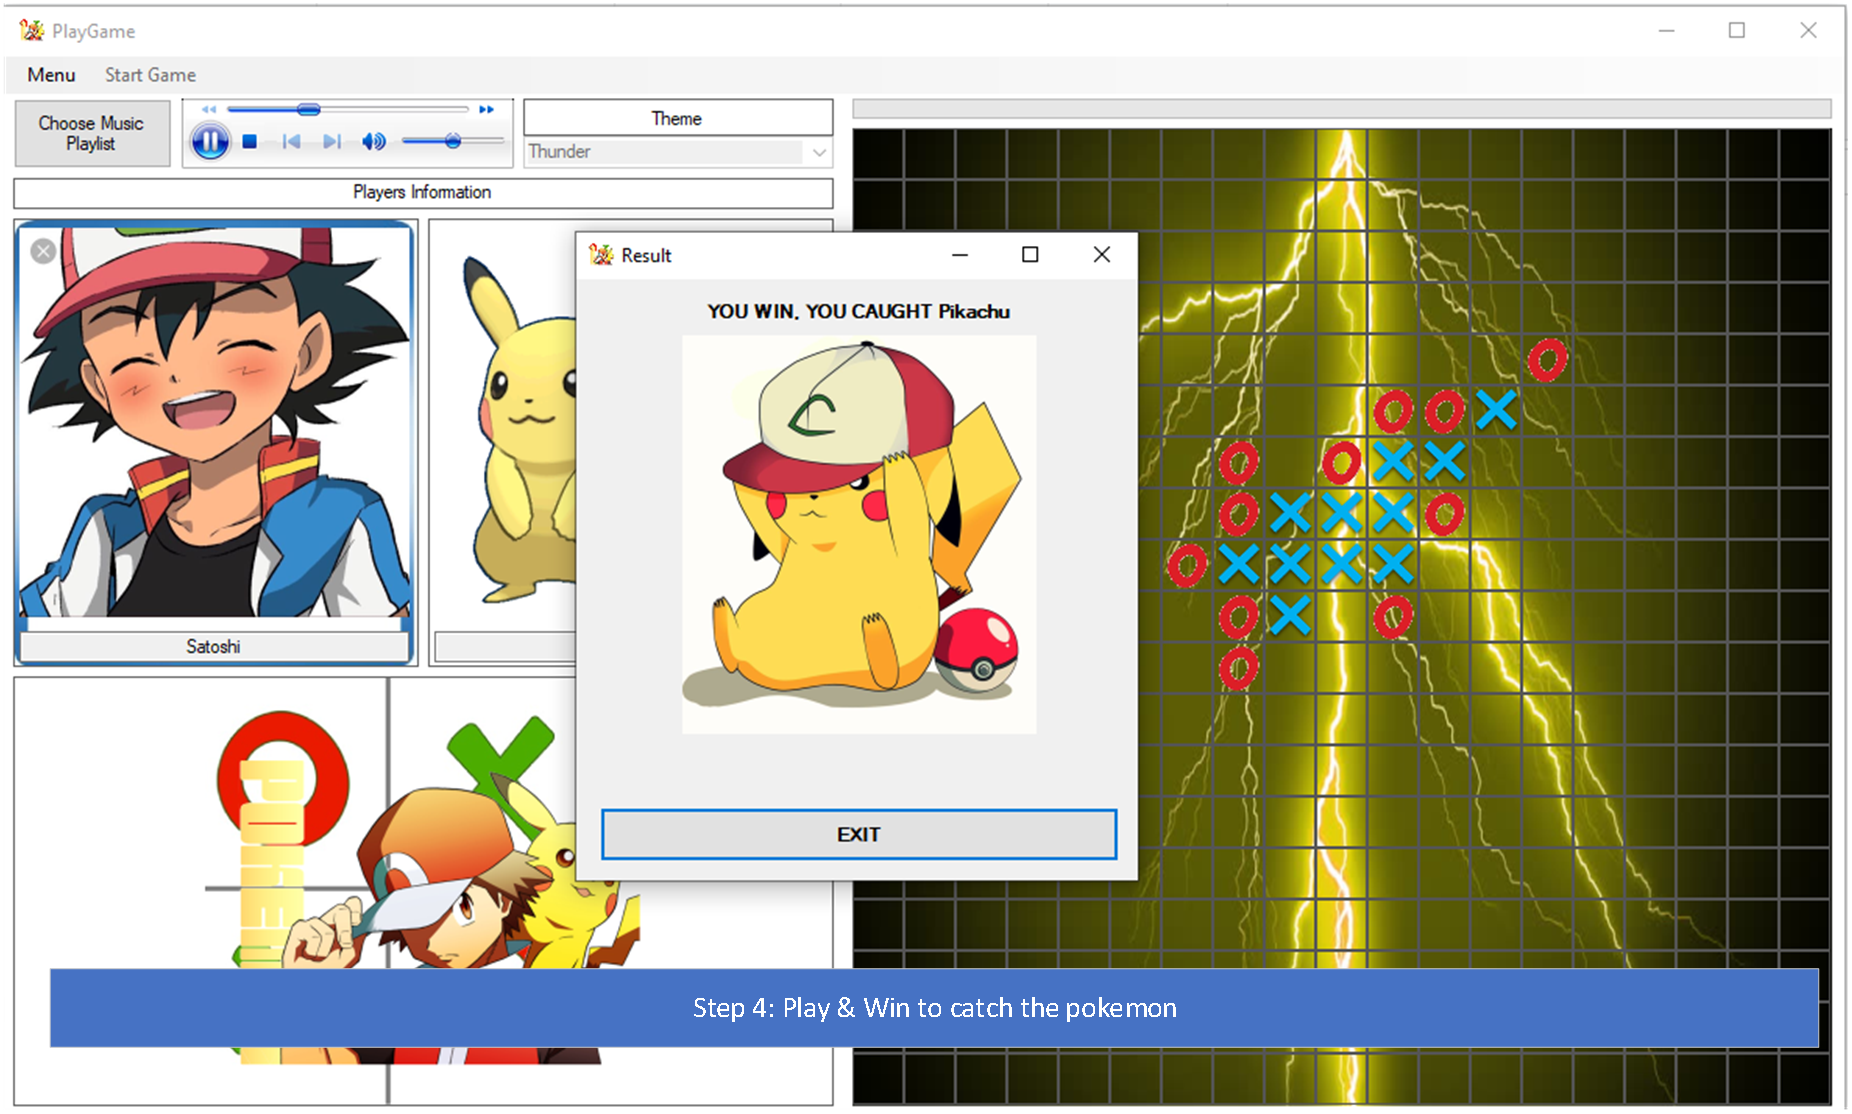 PlayGame
Menu Start Game
Choose Music
Playlist
Theme
Thunder
Players Information
Result
YOU WIN, YOU CAUGHT Pikachu
Satoshi
EXIT
Step 4: Play & Win to catch the pokemon